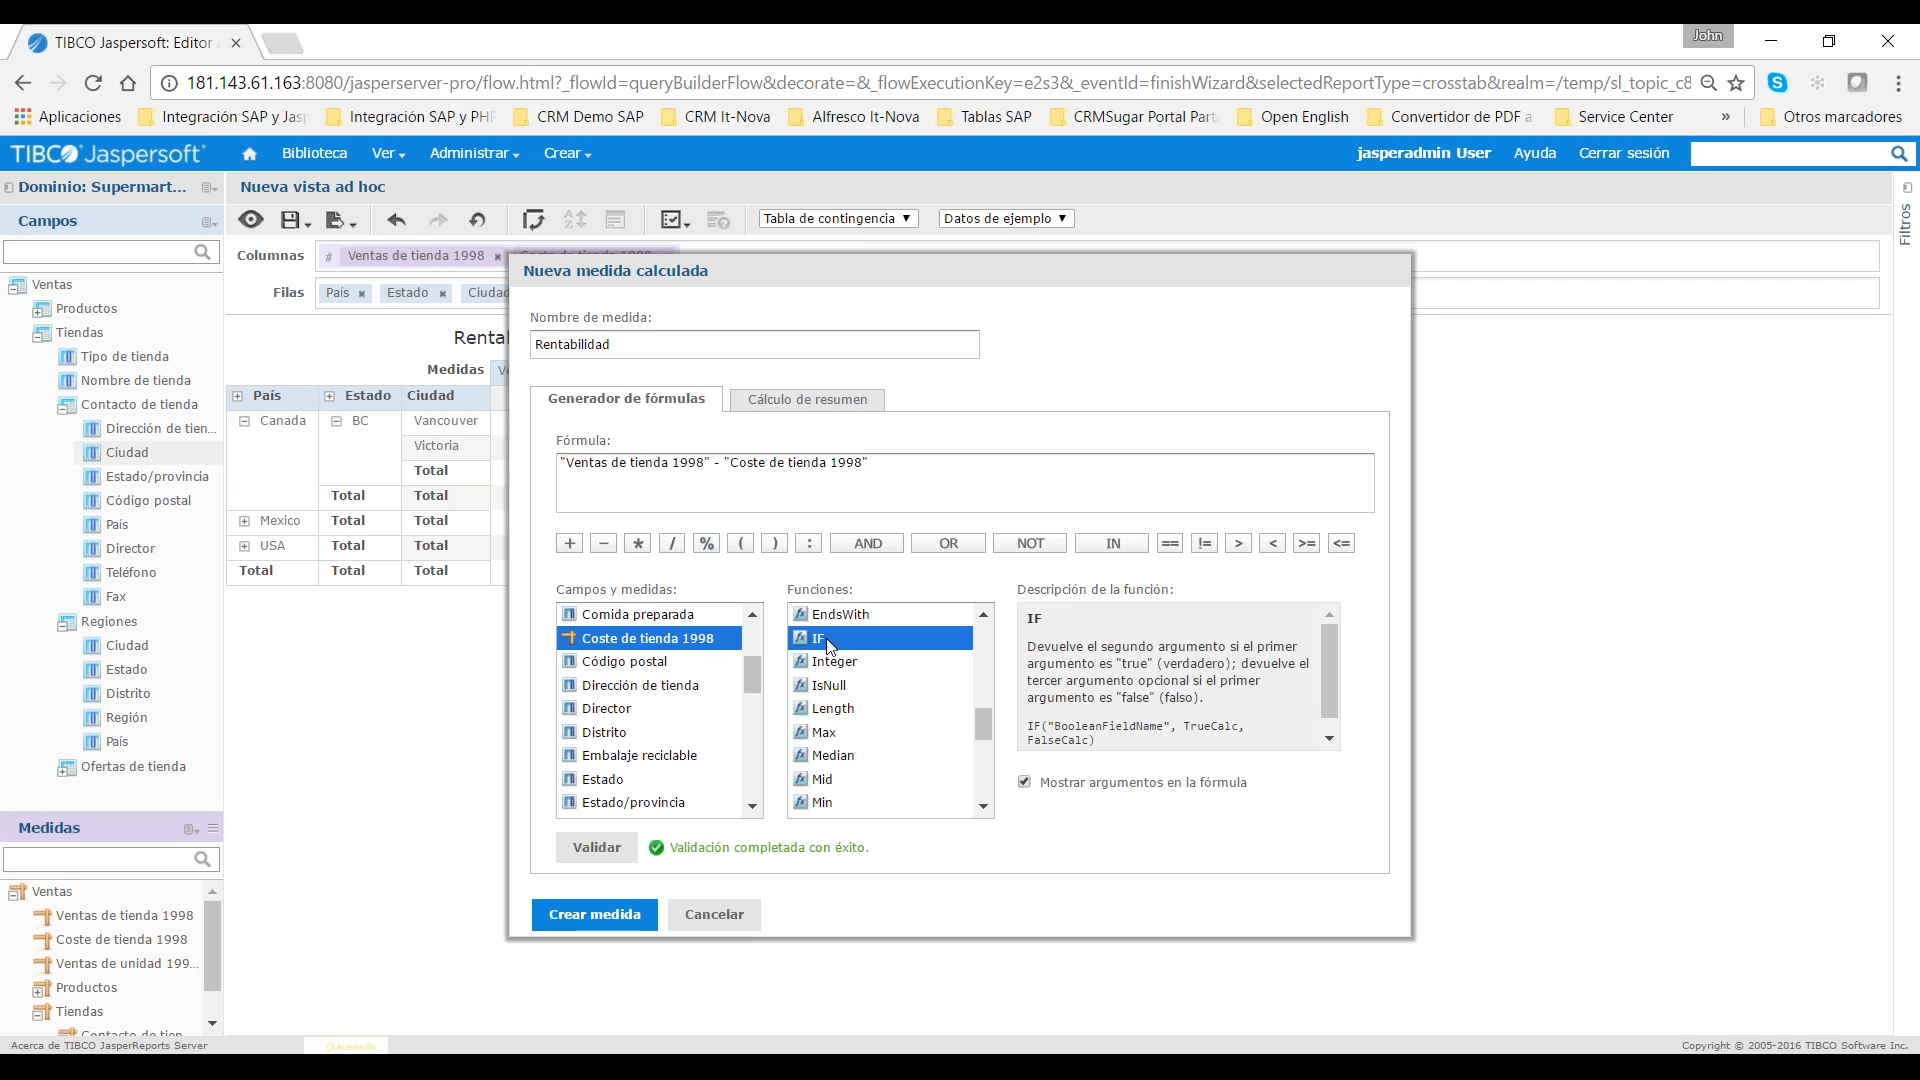 John
TIBCO Jaspersoft: Editor
181.143.61.163:8080/jasperserver-pro/flow.html?_flowId=queryBuilderFlow&decorate=&_flowExecutionKey=e2s3&_eventId=finishWizard&selectedReportType=crosstab&realm=/temp/sl_topic_c8
Aplicaciones Integración SAP y Jasp Integración SAP y PHP CRM Demo SAP CRM It-Nova Alfresco It-Nova Tablas SAP CRMSugar Portal Part Open English Convertidor de PDF a Service Center » Otros marcadores
TIBCO Jaspersoft Biblioteca Ver Administrar Crear jasperadmin User Ayuda Cerrar sesión
Dominio: Supermart... Nueva vista ad hoc
Campos
Tabla de contingencia Datos de ejemplo
Filtros
Columnas # Ventas de tienda 1998
Filas País Estado Ciudad
Ventas
Productos
Tiendas
Tipo de tienda
Nombre de tienda
Contacto de tienda
Dirección de tien...
Ciudad
Estado/provincia
Código postal
País
Director
Teléfono
Fax
Regiones
Ciudad
Estado
Distrito
Región
País
Ofertas de tienda
Medidas
Ventas
Ventas de tienda 1998
Coste de tienda 1998
Ventas de unidad 199...
Productos
Tiendas
Rental
Medidas
País Estado Ciudad
Canada BC Vancouver
Victoria
Total
Total Total
Mexico Total Total
USA Total Total
Total Total Total
Nueva medida calculada
Nombre de medida:
Rentabilidad
Generador de fórmulas Cálculo de resumen
Fórmula:
"Ventas de tienda 1998" - "Coste de tienda 1998"
+ − * / % ( ) : AND OR NOT IN == != > < >= <=
Campos y medidas:
Comida preparada
Coste de tienda 1998
Código postal
Dirección de tienda
Director
Distrito
Embalaje reciclable
Estado
Estado/provincia
Funciones:
EndsWith
IF
Integer
IsNull
Length
Max
Median
Mid
Min
Descripción de la función:
IF
Devuelve el segundo argumento si el primer
argumento es "true" (verdadero); devuelve el
tercer argumento opcional si el primer
argumento es "false" (falso).
IF("BooleanFieldName", TrueCalc,
FalseCalc)
Mostrar argumentos en la fórmula
Validar Validación completada con éxito.
Crear medida Cancelar
Acerca de TIBCO JasperReports Server
Copyright © 2005-2016 TIBCO Software Inc.